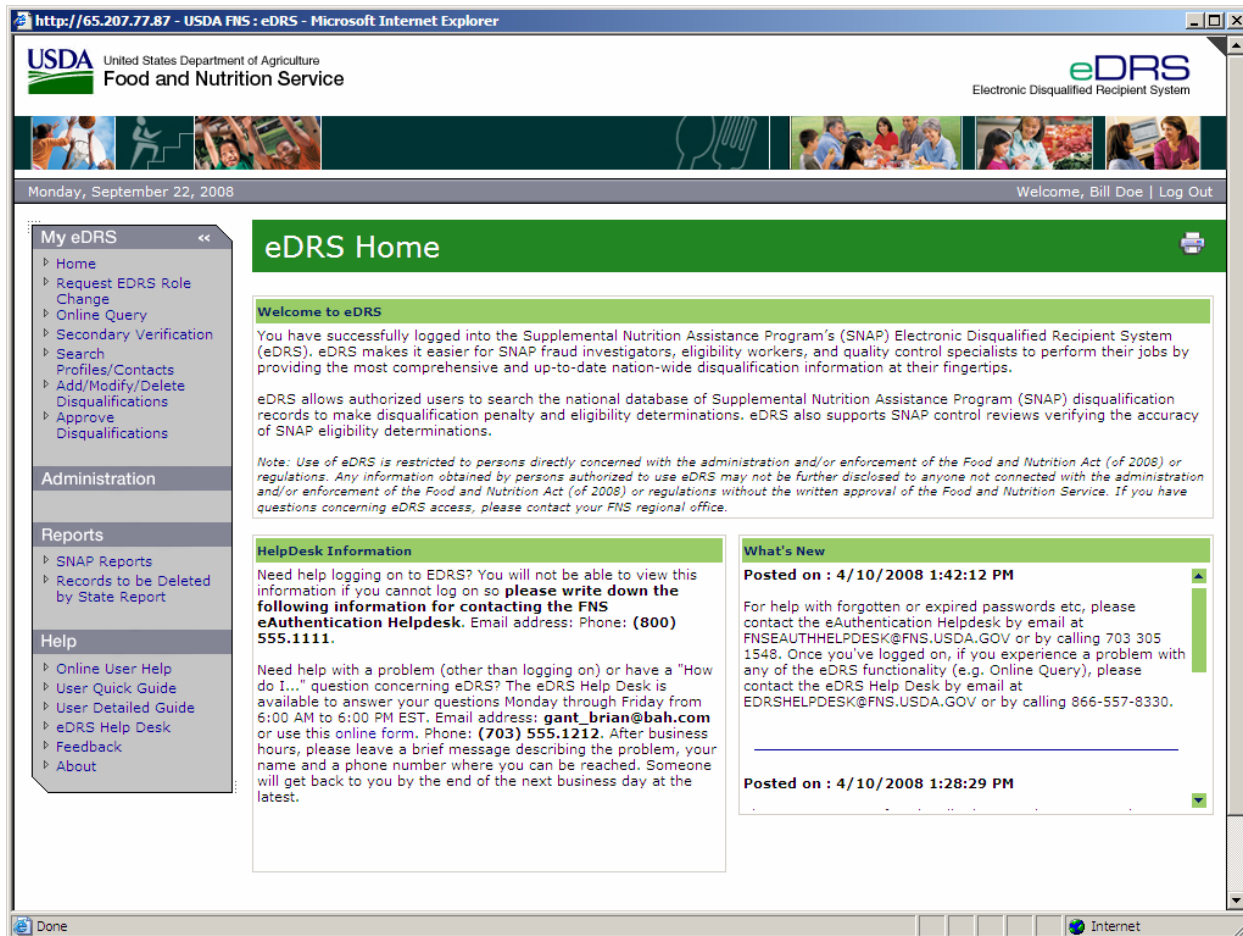 http://65.207.77.87 - USDA FNS : eDRS - Microsoft Internet Explorer
USDA
United States Department of Agriculture
Food and Nutrition Service
eDRS
Electronic Disqualified Recipient System
Monday, September 22, 2008
Welcome, Bill Doe | Log Out
My eDRS <<
Home
Request EDRS Role
Change
Online Query
Secondary Verification
Search
Profiles/Contacts
Add/Modify/Delete
Disqualifications
Approve
Disqualifications
Administration
Reports
SNAP Reports
Records to be Deleted
by State Report
Help
Online User Help
User Quick Guide
User Detailed Guide
eDRS Help Desk
Feedback
About
eDRS Home
Welcome to eDRS
You have successfully logged into the Supplemental Nutrition Assistance Program's (SNAP) Electronic Disqualified Recipient System
(eDRS). eDRS makes it easier for SNAP fraud investigators, eligibility workers, and quality control specialists to perform their jobs by
providing the most comprehensive and up-to-date nation-wide disqualification information at their fingertips.
eDRS allows authorized users to search the national database of Supplemental Nutrition Assistance Program (SNAP) disqualification
records to make disqualification penalty and eligibility determinations. eDRS also supports SNAP control reviews verifying the accuracy
of SNAP eligibility determinations.
Note: Use of eDRS is restricted to persons directly concerned with the administration and/or enforcement of the Food and Nutrition Act (of 2008) or
regulations. Any information obtained by persons authorized to use eDRS may not be further disclosed to anyone not connected with the administration
and/or enforcement of the Food and Nutrition Act (of 2008) or regulations without the written approval of the Food and Nutrition Service. If you have
questions concerning eDRS access, please contact your FNS regional office.
HelpDesk Information
Need help logging on to EDRS? You will not be able to view this
information if you cannot log on so please write down the
following information for contacting the FNS
eAuthentication Helpdesk. Email address: Phone: (800)
555.1111.
Need help with a problem (other than logging on) or have a "How
do I..." question concerning eDRS? The eDRS Help Desk is
available to answer your questions Monday through Friday from
6:00 AM to 6:00 PM EST. Email address: gant_brian@bah.com
or use this online form. Phone: (703) 555.1212. After business
hours, please leave a brief message describing the problem, your
name and a phone number where you can be reached. Someone
will get back to you by the end of the next business day at the
latest.
What's New
Posted on : 4/10/2008 1:42:12 PM
For help with forgotten or expired passwords etc, please
contact the eAuthentication Helpdesk by email at
FNSEAUTHHELPDESK@FNS.USDA.GOV or by calling 703 305
1548. Once you've logged on, if you experience a problem with
any of the eDRS functionality (e.g. Online Query), please
contact the eDRS Help Desk by email at
EDRSHELPDESK@FNS.USDA.GOV or by calling 866-557-8330.
Posted on : 4/10/2008 1:28:29 PM
Done
Internet